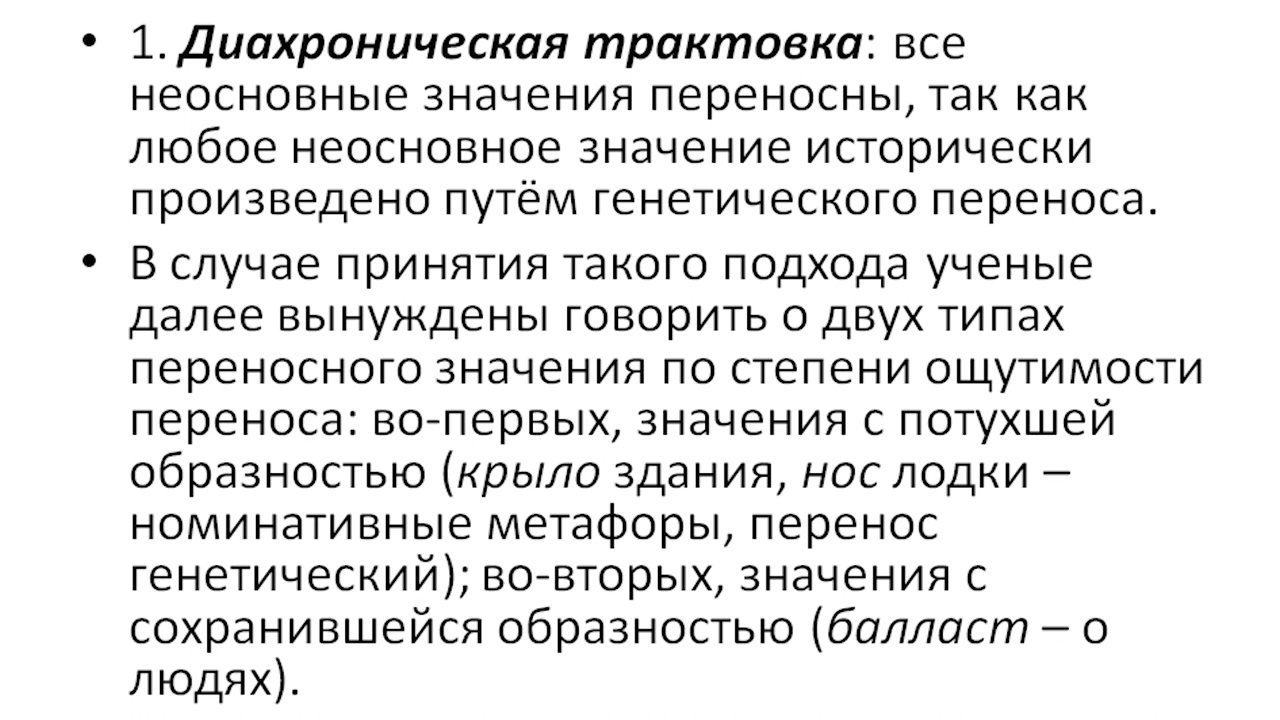 • 1. Диахроническая трактовка: все
неосновные значения переносны, так как
любое неосновное значение исторически
произведено путём генетического переноса.
• В случае принятия такого подхода ученые
далее вынуждены говорить о двух типах
переносного значения по степени ощутимости
переноса: во-первых, значения с потухшей
образностью (крыло здания, нос лодки –
номинативные метафоры, перенос
генетический); во-вторых, значения с
сохранившейся образностью (балласт – о
людях).